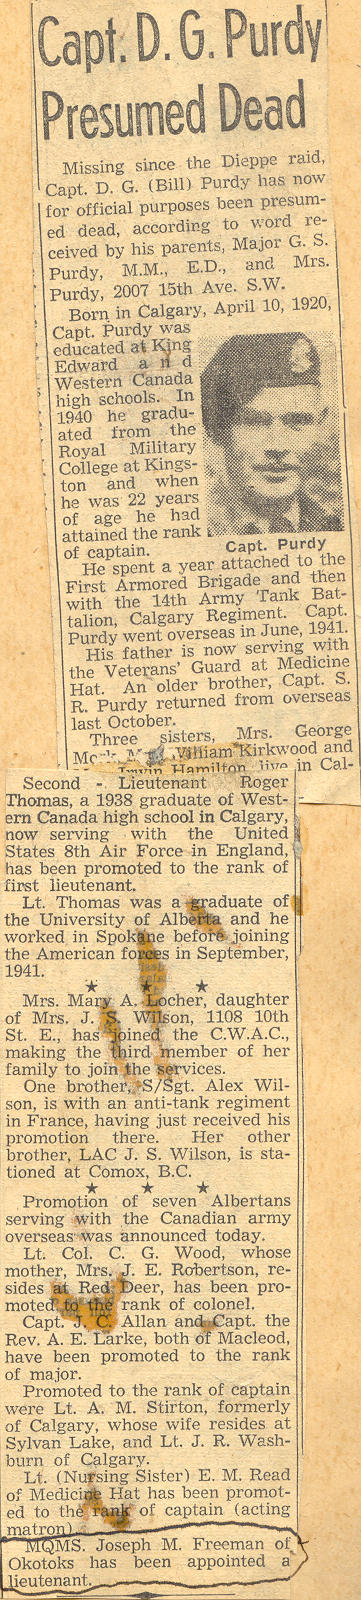 Capt. D. G. Purdy
Presumed Dead
Missing since the Dieppe raid,
Capt. D. G. (Bill) Purdy has now
for official purposes been presum-
ed dead, according to word re-
ceived by his parents, Major G. S.
Purdy, M.M., E.D., and Mrs.
Purdy, 2007 15th Ave. S.W.
Born in Calgary, April 10, 1920,
Capt. Purdy was
educated at King
Edward and
Western Canada
high schools. In
1940 he gradu-
ated from the
Royal Military
College at Kings-
ton and when
he was 22 years
of age he had
attained the rank
of captain.
Capt. Purdy
He spent a year attached to the
First Armored Brigade and then
with the 14th Army Tank Bat-
talion, Calgary Regiment. Capt.
Purdy went overseas in June, 1941.
His father is now serving with
the Veterans' Guard at Medicine
Hat. An older brother, Capt. S.
R. Purdy returned from overseas
last October.
Three sisters, Mrs. George
William Kirkwood and
Irwin Hamilton, live in Cal-
Second - Lieutenant Roger
Thomas, a 1938 graduate of West-
ern Canada high school in Calgary,
now serving with the United
States 8th Air Force in England,
has been promoted to the rank of
first lieutenant.
Lt. Thomas was a graduate of
the University of Alberta and he
worked in Spokane before joining
the American forces in September,
1941.
★ ★ ★
Mrs. Mary A. Locher, daughter
of Mrs. J. S. Wilson, 1108 10th
St. E., has joined the C.W.A.C.,
making the third member of her
family to join the services.
One brother, S/Sgt. Alex Wil-
son, is with an anti-tank regiment
in France, having just received his
promotion there. Her other
brother, LAC J. S. Wilson, is sta-
tioned at Comox, B.C.
★ ★ ★
Promotion of seven Albertans
serving with the Canadian army
overseas was announced today.
Lt. Col. C. G. Wood, whose
mother, Mrs. J. E. Robertson, re-
sides at Red Deer, has been pro-
moted to the rank of colonel.
Capt. J. C. Allan and Capt. the
Rev. A. E. Larke, both of Macleod,
have been promoted to the rank
of major.
Promoted to the rank of captain
were Lt. A. M. Stirton, formerly
of Calgary, whose wife resides at
Sylvan Lake, and Lt. J. R. Wash-
burn of Calgary.
Lt. (Nursing Sister) E. M. Read
of Medicine Hat has been promot-
ed to the rank of captain (acting
matron).
MQMS. Joseph M. Freeman of
Okotoks has been appointed a
lieutenant.